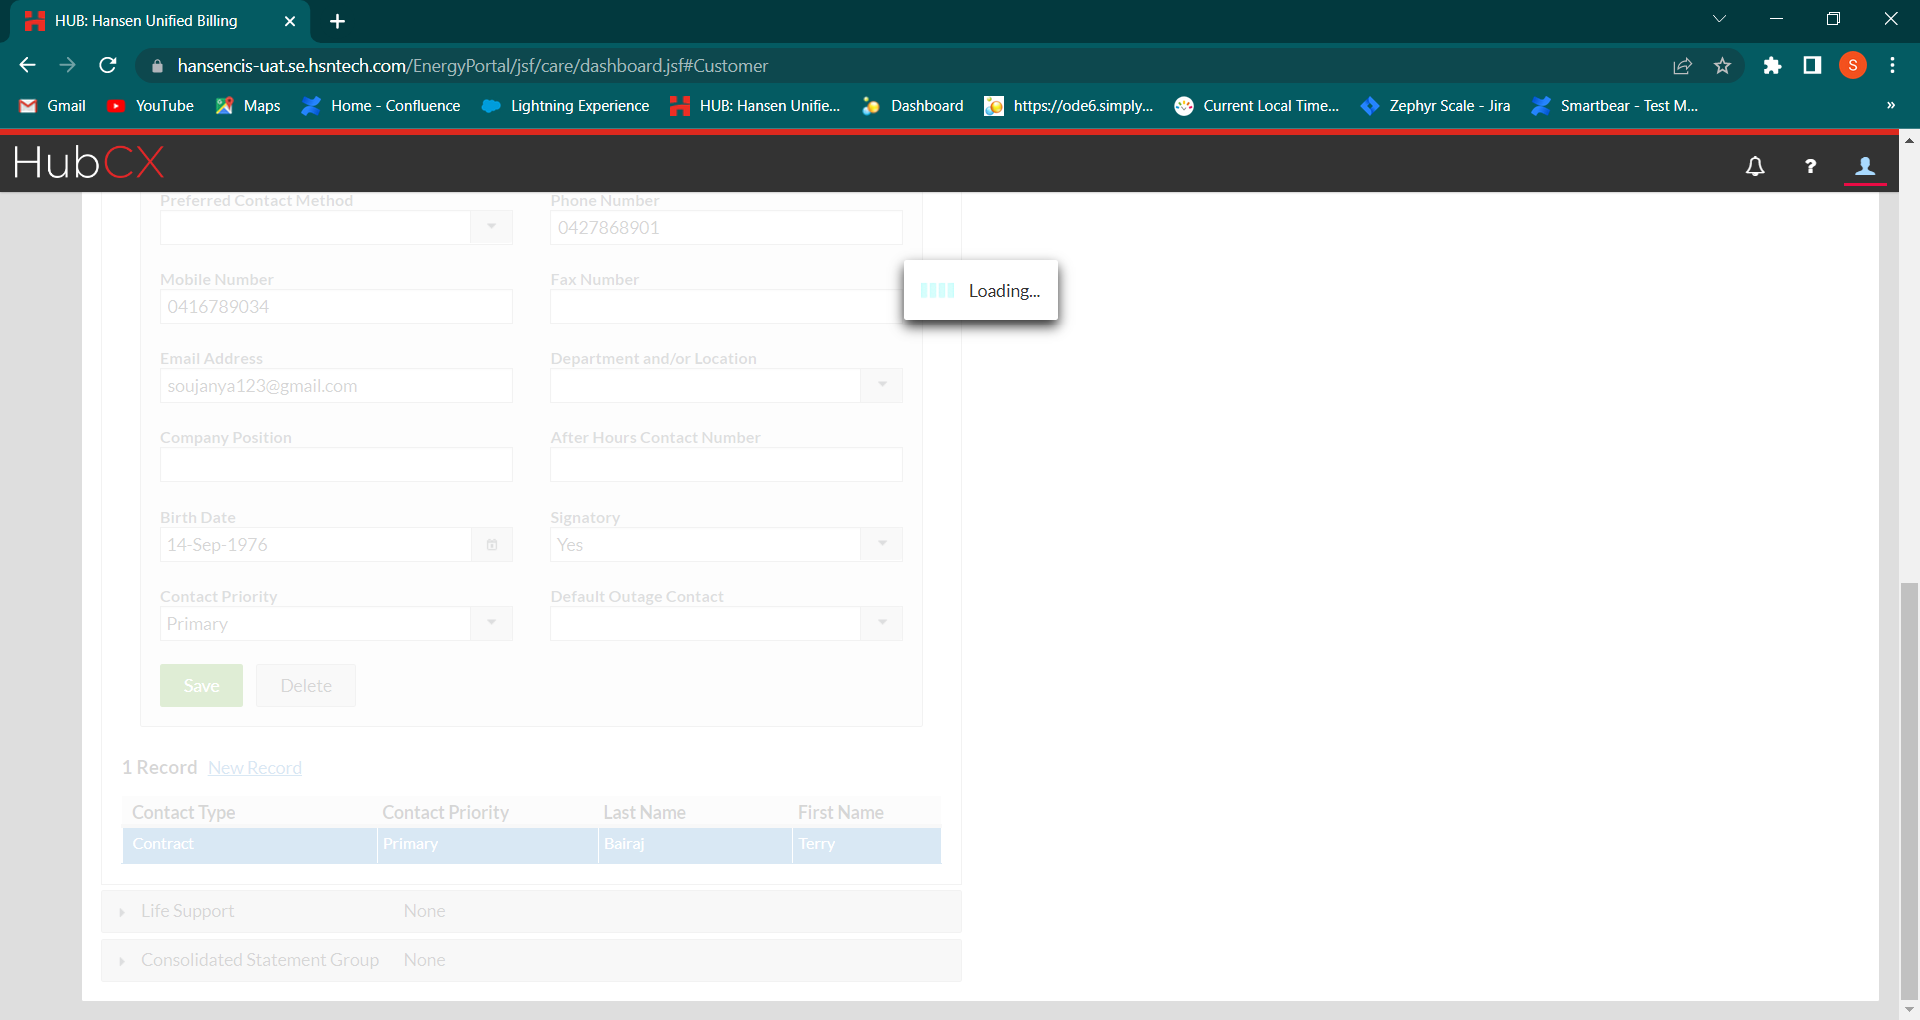 HUB: Hansen Unified Billing
hansencis-uat.se.hsntech.com/EnergyPortal/jsf/care/dashboard.jsf#Customer
S
Gmail YouTube Maps Home - Confluence Lightning Experience HUB: Hansen Unifie... Dashboard https://ode6.simply... Current Local Time... Zephyr Scale - Jira Smartbear - Test M... »
HubCX ?
Preferred Contact Method Phone Number
0427868901
Loading...
Mobile Number Fax Number
0416789034
Email Address Department and/or Location
soujanya123@gmail.com
Company Position After Hours Contact Number
Birth Date Signatory
14-Sep-1976 Yes
Contact Priority Default Outage Contact
Primary
Save Delete
1 Record New Record
Contact Type Contact Priority Last Name First Name
Contract Primary Bairaj Terry
Life Support None
Consolidated Statement Group None